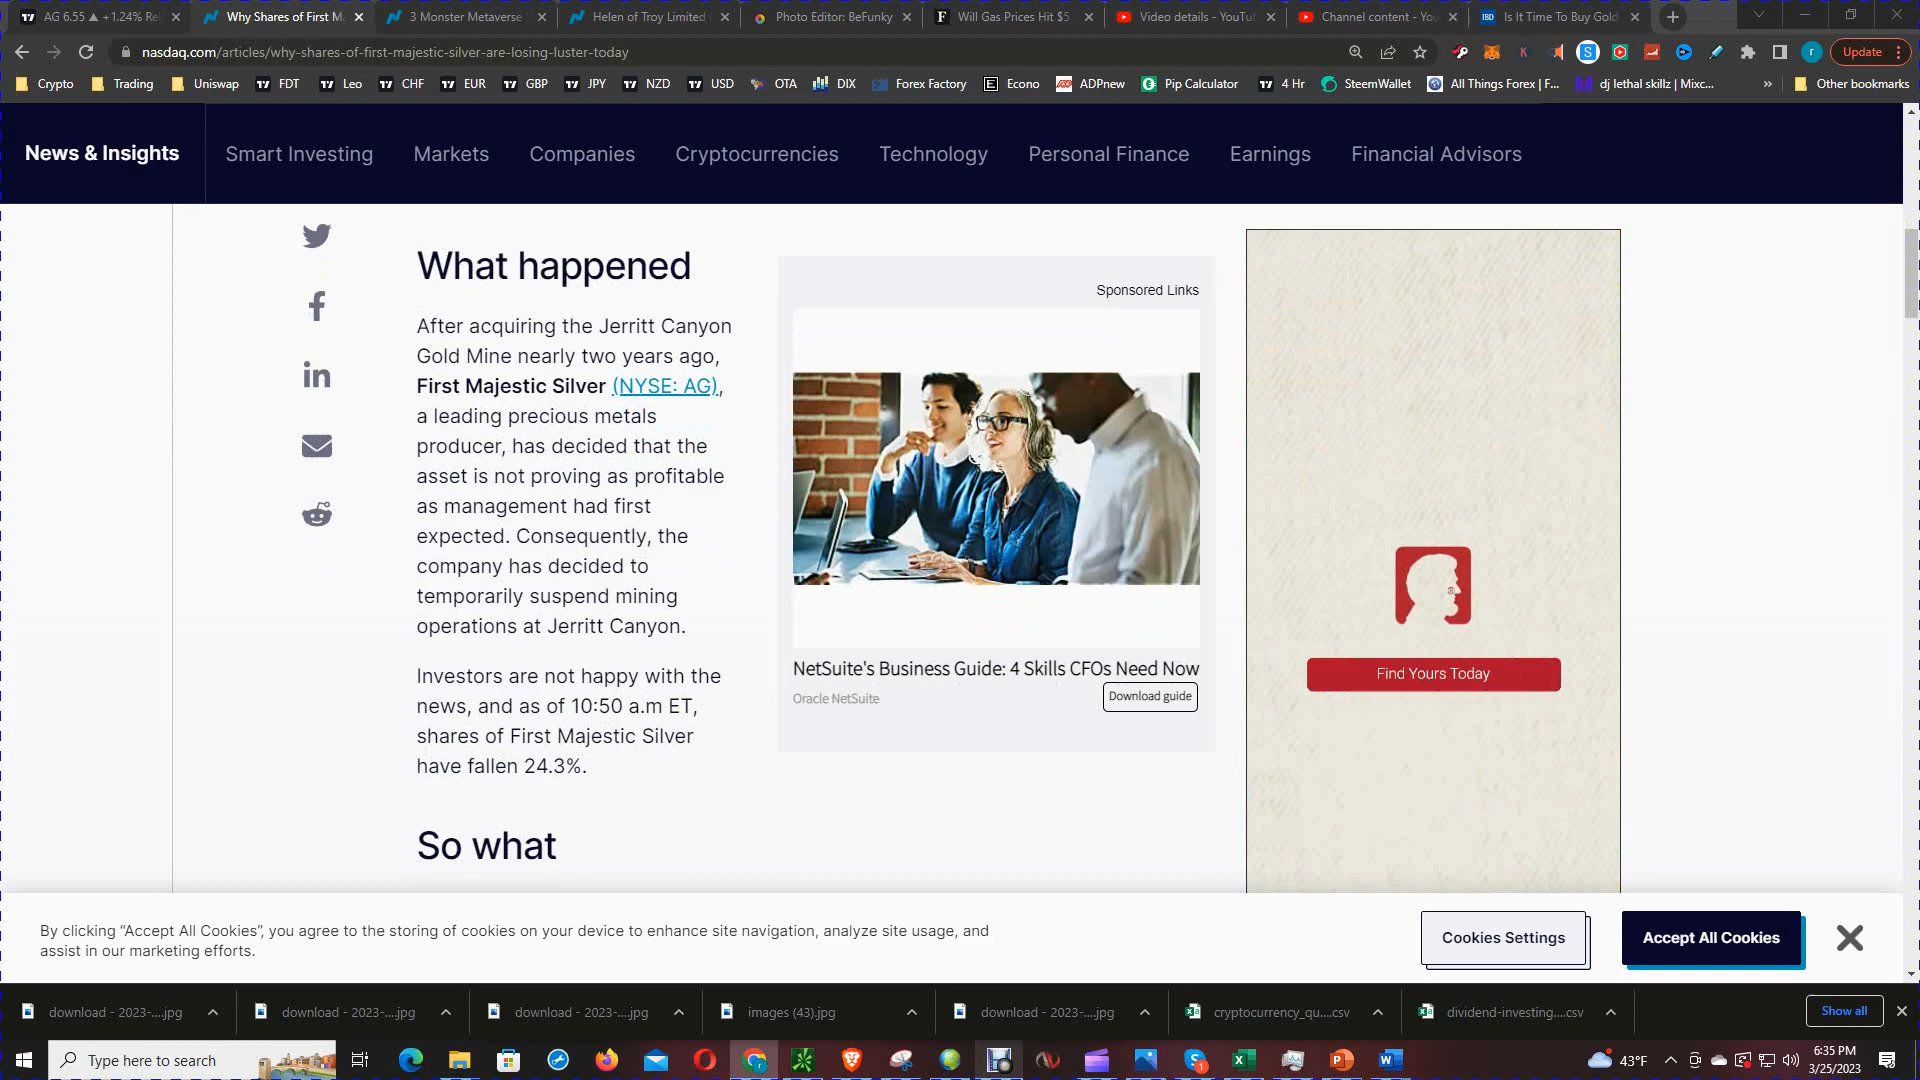 AG 6.55 ▲ +1.24% Re
Why Shares of First M
3 Monster Metaverse
Helen of Troy Limited
Photo Editor: BeFunky
Will Gas Prices Hit $5
Video details - YouTu
Channel content - You
Is It Time To Buy Gold
nasdaq.com/articles/why-shares-of-first-majestic-silver-are-losing-luster-today
Update
Crypto
Trading
Uniswap
FDT
Leo
CHF
EUR
GBP
JPY
NZD
USD
OTA
DIX
Forex Factory
Econo
ADPnew
Pip Calculator
4 Hr
SteemWallet
All Things Forex | F...
dj lethal skillz | Mixc...
»
Other bookmarks
News & Insights
Smart Investing
Markets
Companies
Cryptocurrencies
Technology
Personal Finance
Earnings
Financial Advisors
What happened
After acquiring the Jerritt Canyon
Gold Mine nearly two years ago,
First Majestic Silver (NYSE: AG),
a leading precious metals
producer, has decided that the
asset is not proving as profitable
as management had first
expected. Consequently, the
company has decided to
temporarily suspend mining
operations at Jerritt Canyon.
Investors are not happy with the
news, and as of 10:50 a.m ET,
shares of First Majestic Silver
have fallen 24.3%.
So what
Sponsored Links
NetSuite's Business Guide: 4 Skills CFOs Need Now
Oracle NetSuite
Download guide
Find Yours Today
By clicking “Accept All Cookies”, you agree to the storing of cookies on your device to enhance site navigation, analyze site usage, and
assist in our marketing efforts.
Cookies Settings
Accept All Cookies
download - 2023-....jpg
download - 2023-....jpg
download - 2023-....jpg
images (43).jpg
download - 2023-....jpg
cryptocurrency_qu....csv
dividend-investing....csv
Show all
Type here to search
43°F
6:35 PM
3/25/2023